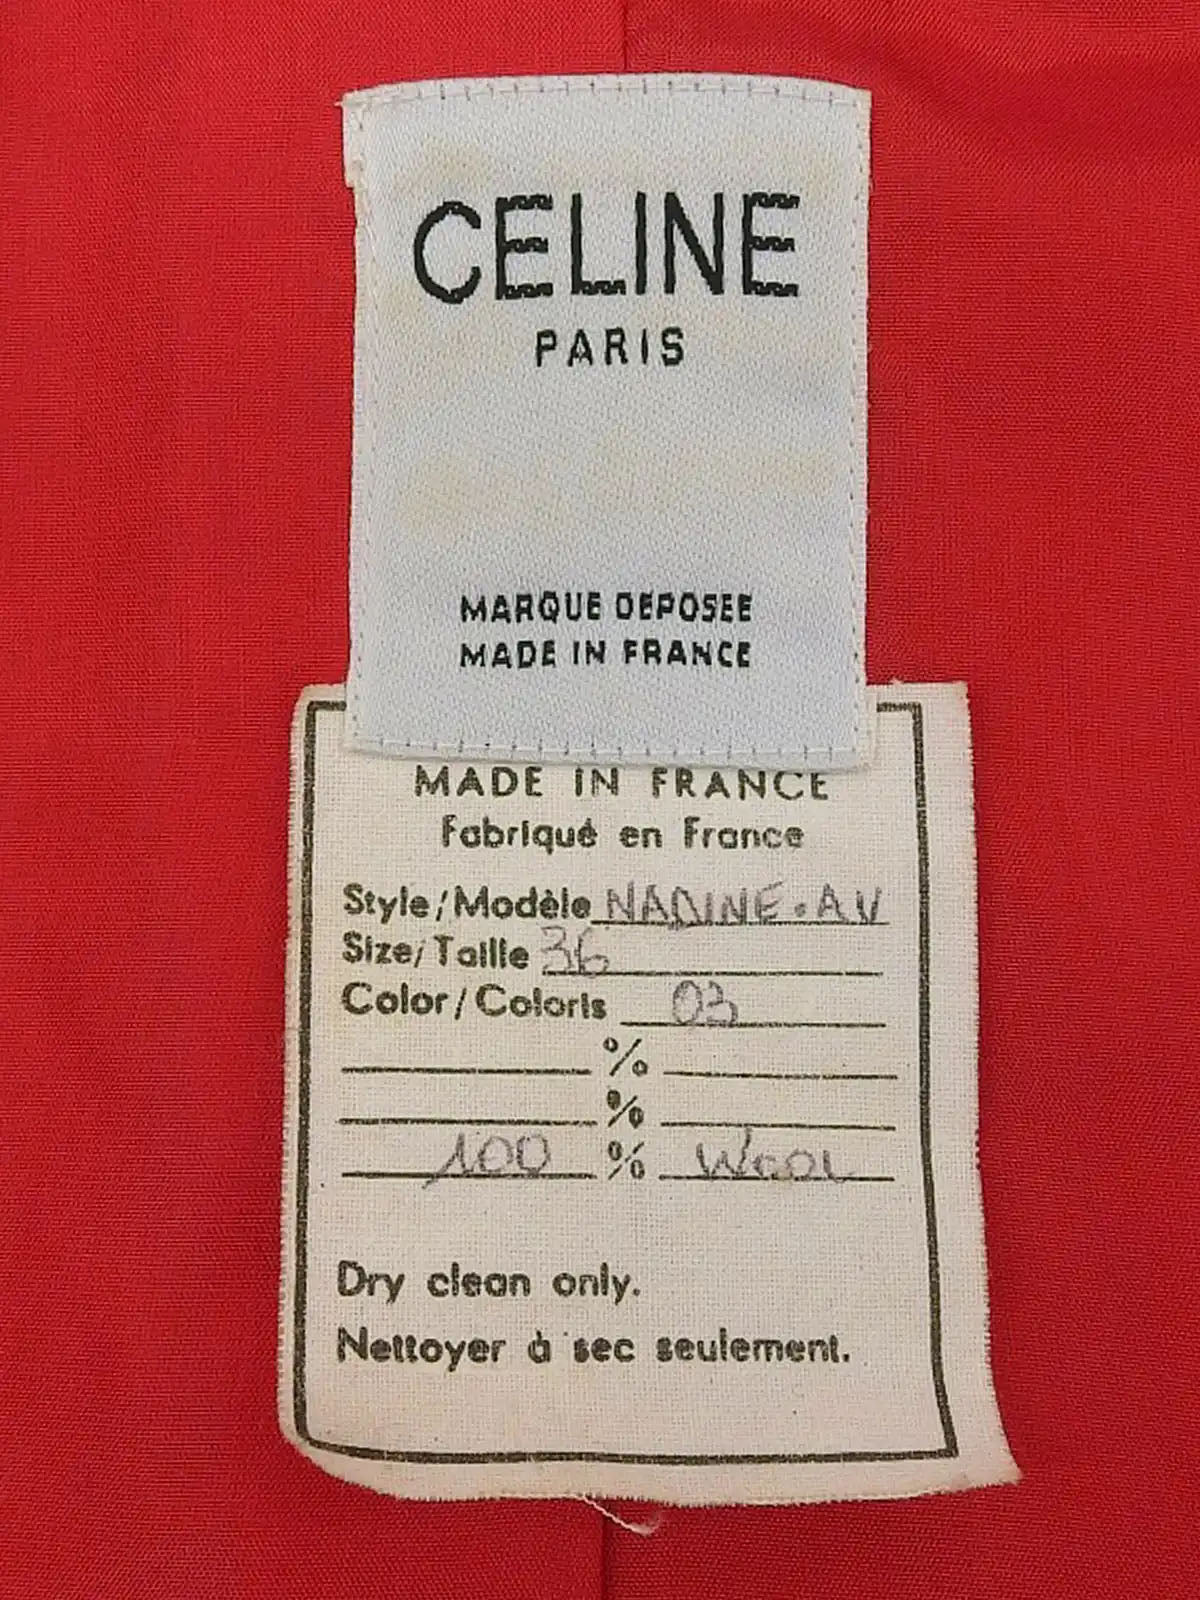 CELINE
PARIS
MARQUE DEPOSEE
MADE IN FRANCE
MADE IN FRANCE
Fabriqué en France
Style/Modèle NADINE.AV
Size/Taille 36
Color/Coloris 03
%
%
100 % Wool
Dry clean only.
Nettoyer à sec seulement.